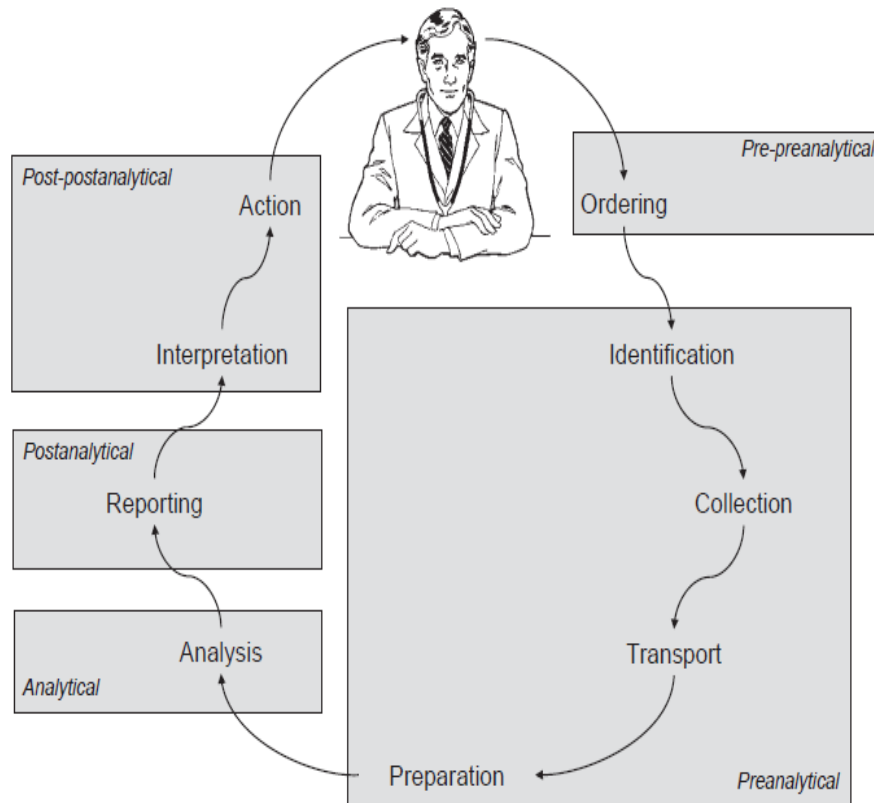 Post-postanalytical
Action
Pre-preanalytical
Ordering
Interpretation
Identification
Postanalytical
Reporting
Collection
Analysis
Analytical
Transport
Preparation
Preanalytical